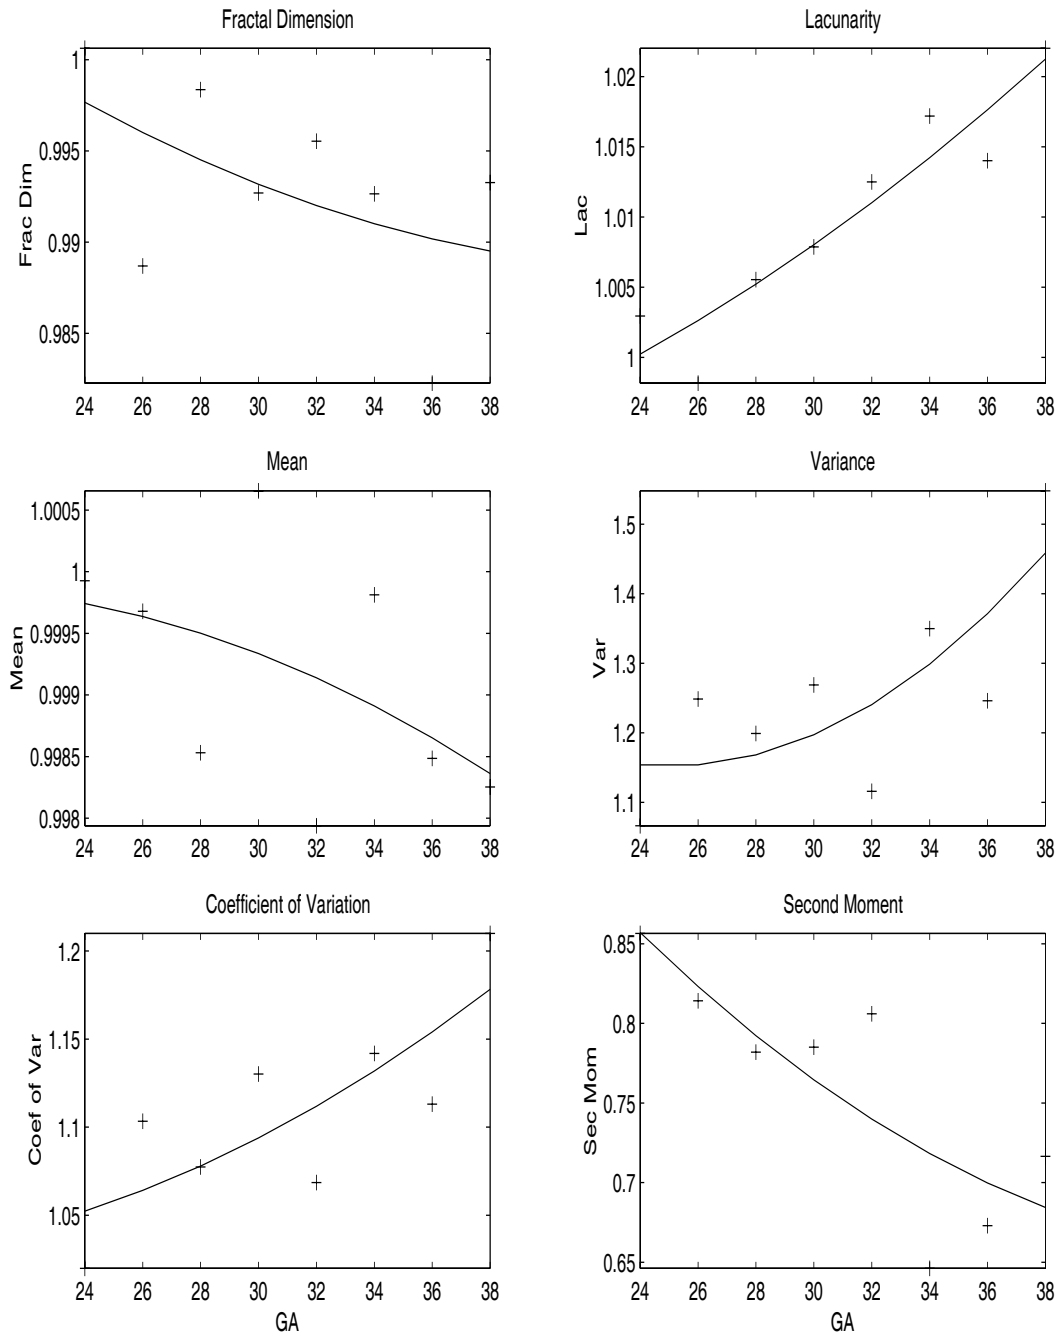 Fractal Dimension
1
0.995
0.99
0.985
Frac Dim
24 26 28 30 32 34 36 38
Lacunarity
1.02
1.015
1.01
1.005
1
Lac
24 26 28 30 32 34 36 38
Mean
1.0005
1
0.9995
0.999
0.9985
0.998
Mean
24 26 28 30 32 34 36 38
Variance
1.5
1.4
1.3
1.2
1.1
Var
24 26 28 30 32 34 36 38
Coefficient of Variation
1.2
1.15
1.1
1.05
Coef of Var
24 26 28 30 32 34 36 38
GA
Second Moment
0.85
0.8
0.75
0.7
0.65
Sec Mom
24 26 28 30 32 34 36 38
GA